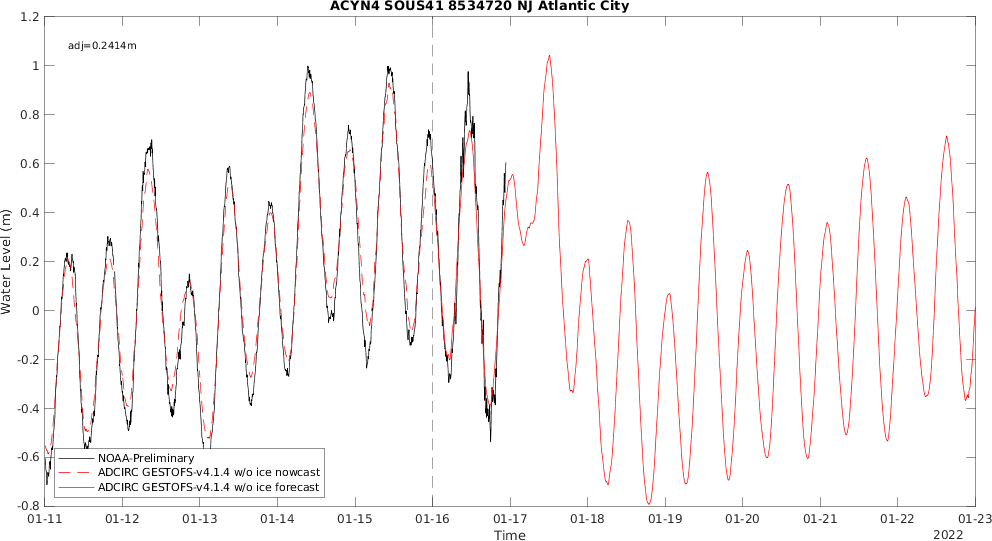 ACYN4 SOUS41 8534720 NJ Atlantic City
1.2
adj=0.2414m
1
0.8
0.6
0.4
0.2
0
-0.2
-0.4
-0.6
-0.8
Water Level (m)
NOAA-Preliminary
ADCIRC GESTOFS-v4.1.4 w/o ice nowcast
ADCIRC GESTOFS-v4.1.4 w/o ice forecast
01-11 01-12 01-13 01-14 01-15 01-16 01-17 01-18 01-19 01-20 01-21 01-22 01-23
Time
2022